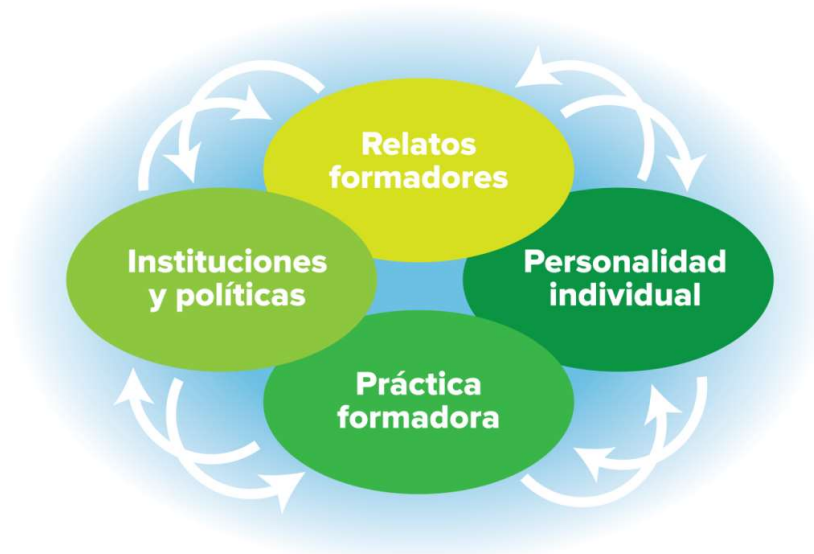 Relatos
formadores
Instituciones
y políticas
Personalidad
individual
Práctica
formadora